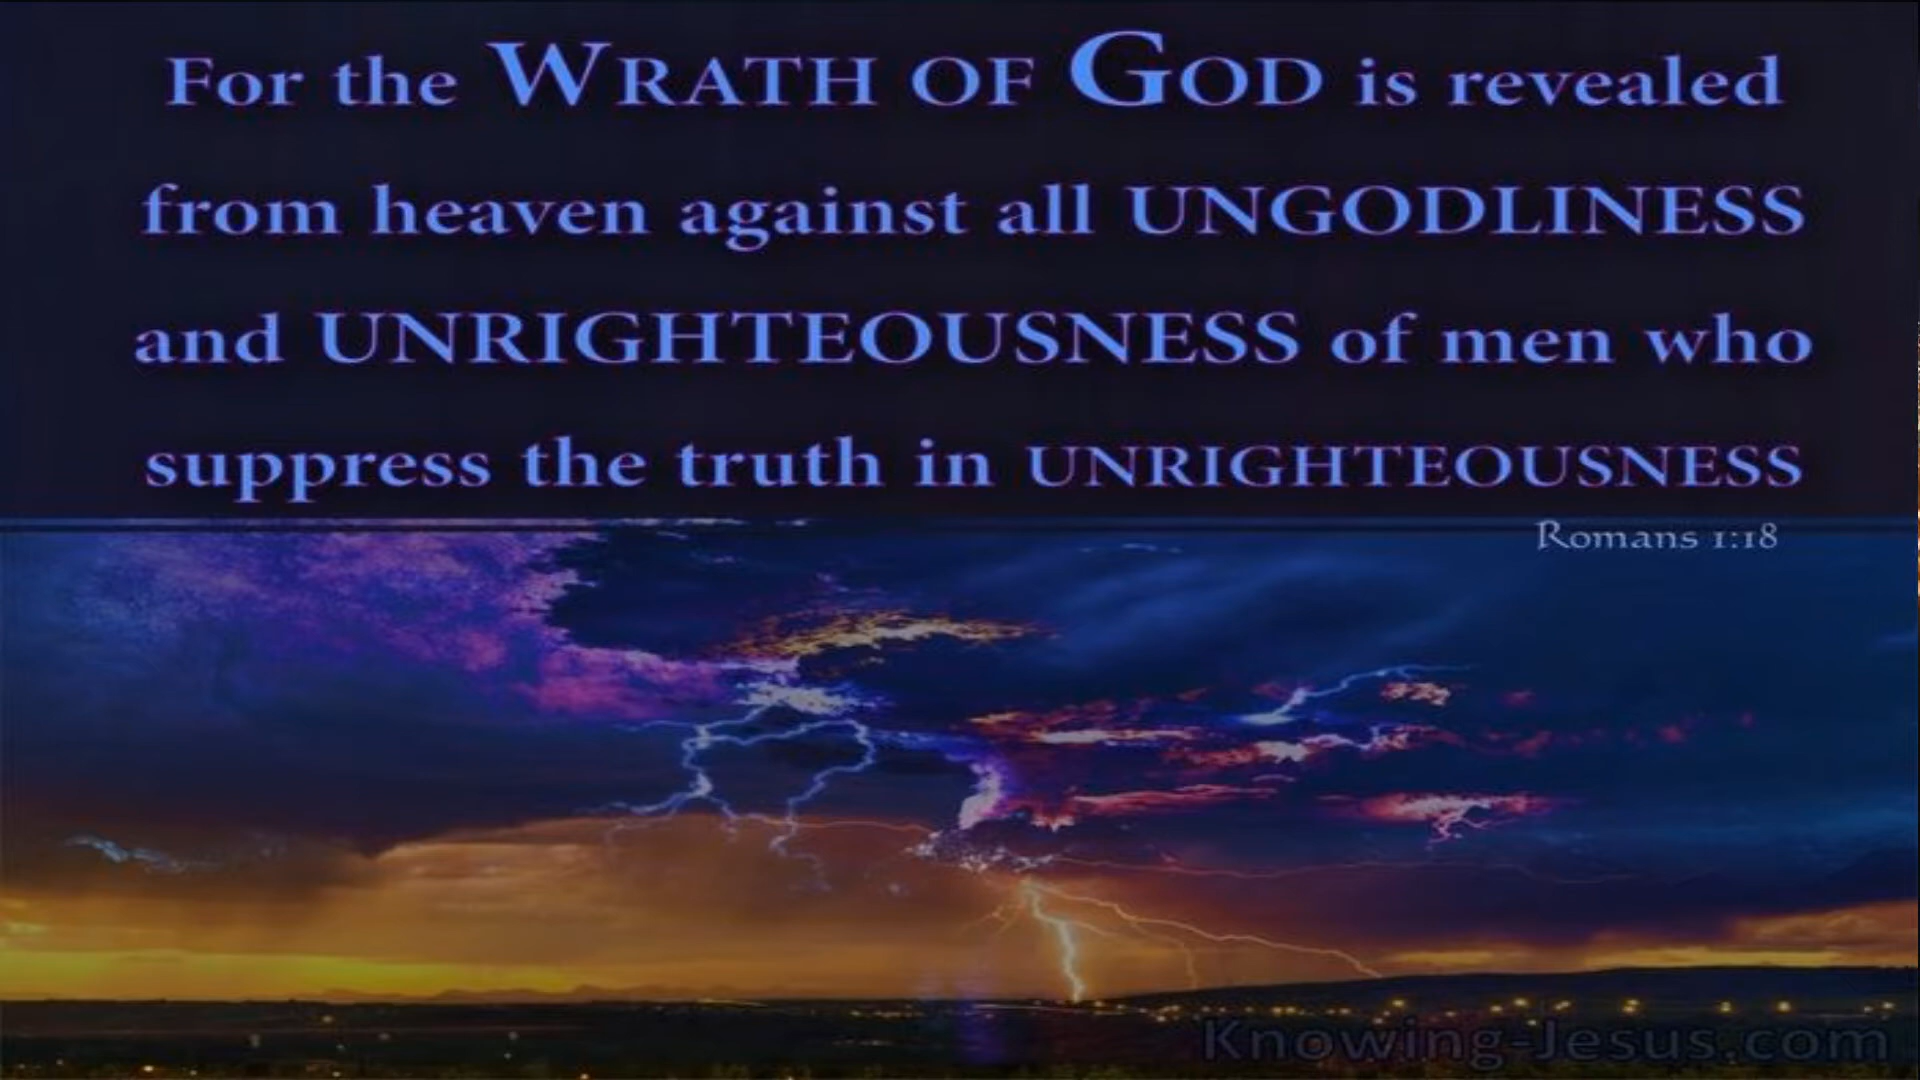 For the WRATH OF GOD is revealed
from heaven against all UNGODLINESS
and UNRIGHTEOUSNESS of men who
suppress the truth in UNRIGHTEOUSNESS
Romans 1:18
Knowing-Jesus.com